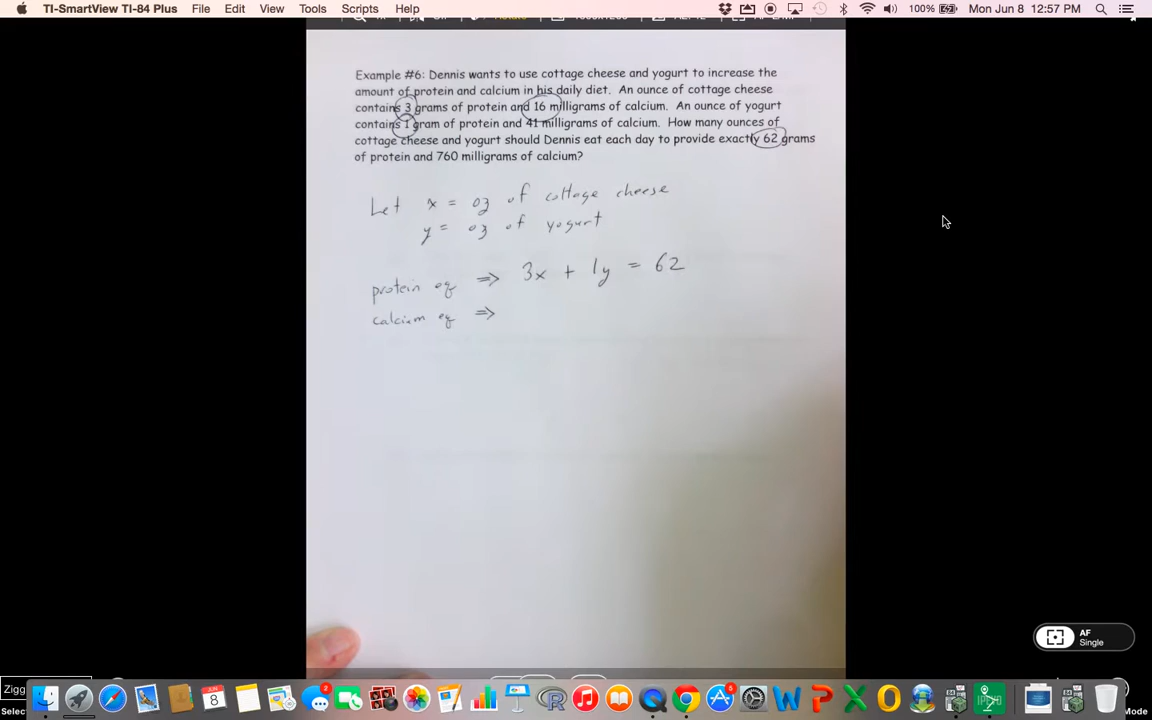 TI-SmartView TI-84 Plus File Edit View Tools Scripts Help 100% Mon Jun 8 12:57 PM
Example #6: Dennis wants to use cottage cheese and yogurt to increase the
amount of protein and calcium in his daily diet. An ounce of cottage cheese
contains 3 grams of protein and 16 milligrams of calcium. An ounce of yogurt
contains 1 gram of protein and 41 milligrams of calcium. How many ounces of
cottage cheese and yogurt should Dennis eat each day to provide exactly 62 grams
of protein and 760 milligrams of calcium?
Let x = oz of cottage cheese
y = oz of yogurt
protein eq ⇒ 3x + 1y = 62
calcium eq ⇒
AF
Single
Zigg
Selec
Mode